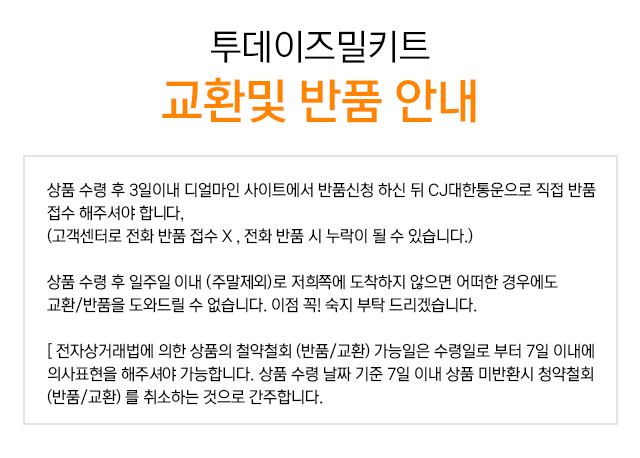 투데이즈밀키트
교환및 반품 안내
상품 수령 후 3일이내 디얼마인 사이트에서 반품신청 하신 뒤 CJ대한통운으로 직접 반품
접수 해주셔야 합니다,
(고객센터로 전화 반품 접수 X , 전화 반품 시 누락이 될 수 있습니다.)
상품 수령 후 일주일 이내 (주말제외)로 저희쪽에 도착하지 않으면 어떠한 경우에도
교환/반품을 도와드릴 수 없습니다. 이점 꼭! 숙지 부탁 드리겠습니다.
[ 전자상거래법에 의한 상품의 철약철회 (반품/교환) 가능일은 수령일로 부터 7일 이내에
의사표현을 해주셔야 가능합니다. 상품 수령 날짜 기준 7일 이내 상품 미반환시 청약철회
(반품/교환) 를 취소하는 것으로 간주합니다.